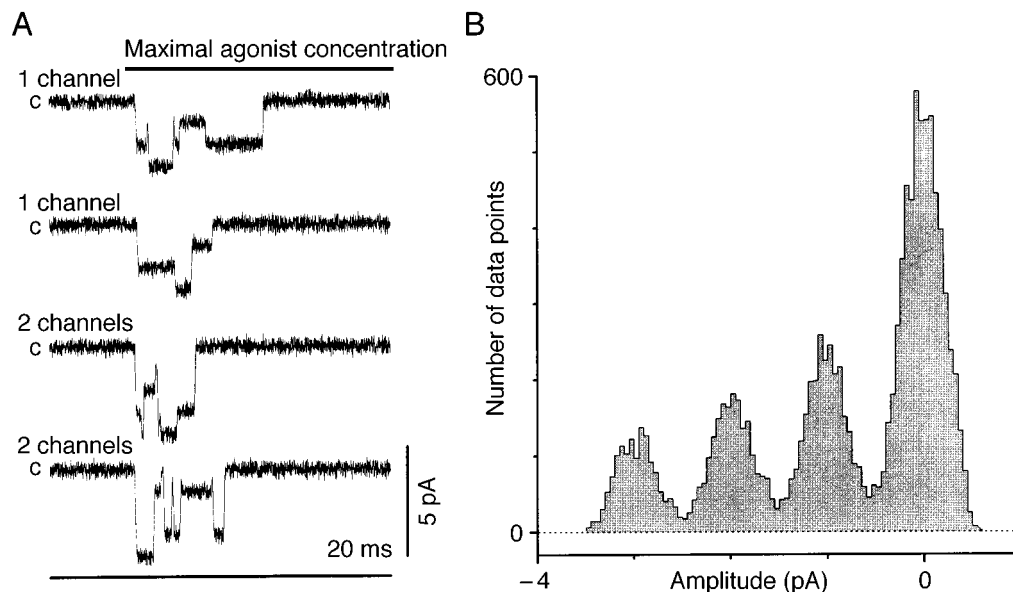 A
Maximal agonist concentration
1 channel
c
1 channel
c
2 channels
c
2 channels
c
5 pA
20 ms
B
600
Number of data points
0
−4
Amplitude (pA)
0